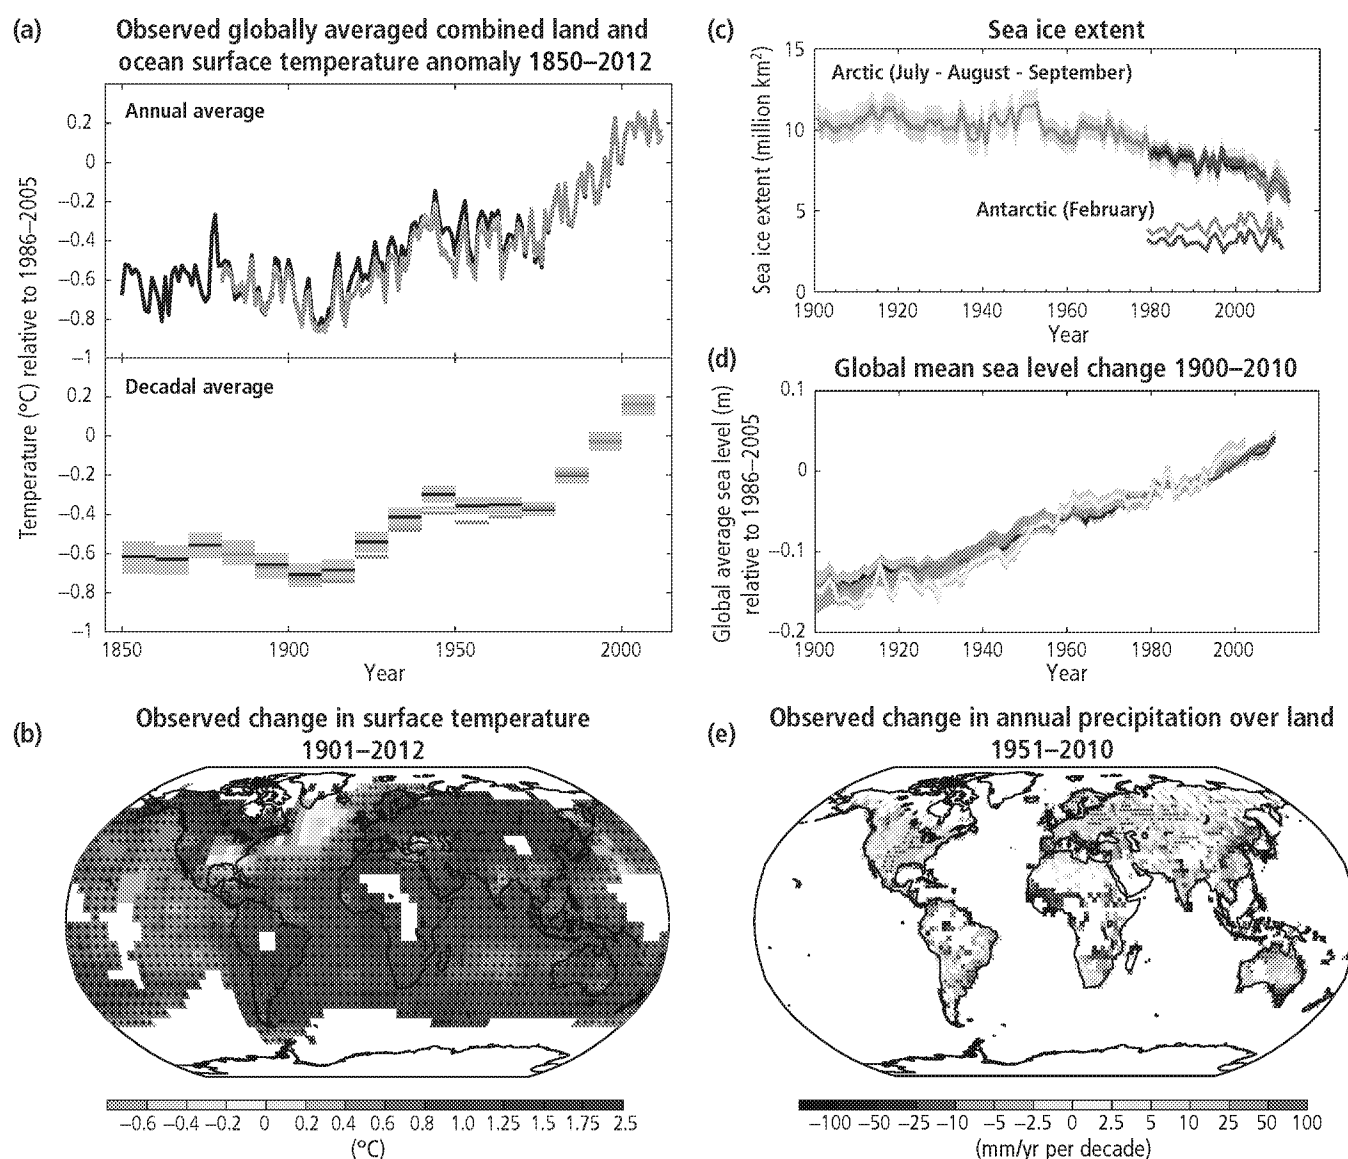 (a)
Observed globally averaged combined land and
ocean surface temperature anomaly 1850–2012
Temperature (°C) relative to 1986–2005
Annual average
0.2
0
−0.2
−0.4
−0.6
−0.8
−1
Decadal average
0.2
0
−0.2
−0.4
−0.6
−0.8
−1
1850 1900 1950 2000
Year
(c)
Sea ice extent
Sea ice extent (million km²)
15
10
5
0
Arctic (July - August - September)
Antarctic (February)
1900 1920 1940 1960 1980 2000
Year
(d)
Global mean sea level change 1900–2010
Global average sea level (m)
relative to 1986–2005
0.1
0
−0.1
−0.2
1900 1920 1940 1960 1980 2000
Year
(b)
Observed change in surface temperature
1901–2012
−0.6 −0.4 −0.2 0 0.2 0.4 0.6 0.8 1.0 1.25 1.5 1.75 2.5
(°C)
(e)
Observed change in annual precipitation over land
1951–2010
−100 −50 −25 −10 −5 −2.5 0 2.5 5 10 25 50 100
(mm/yr per decade)